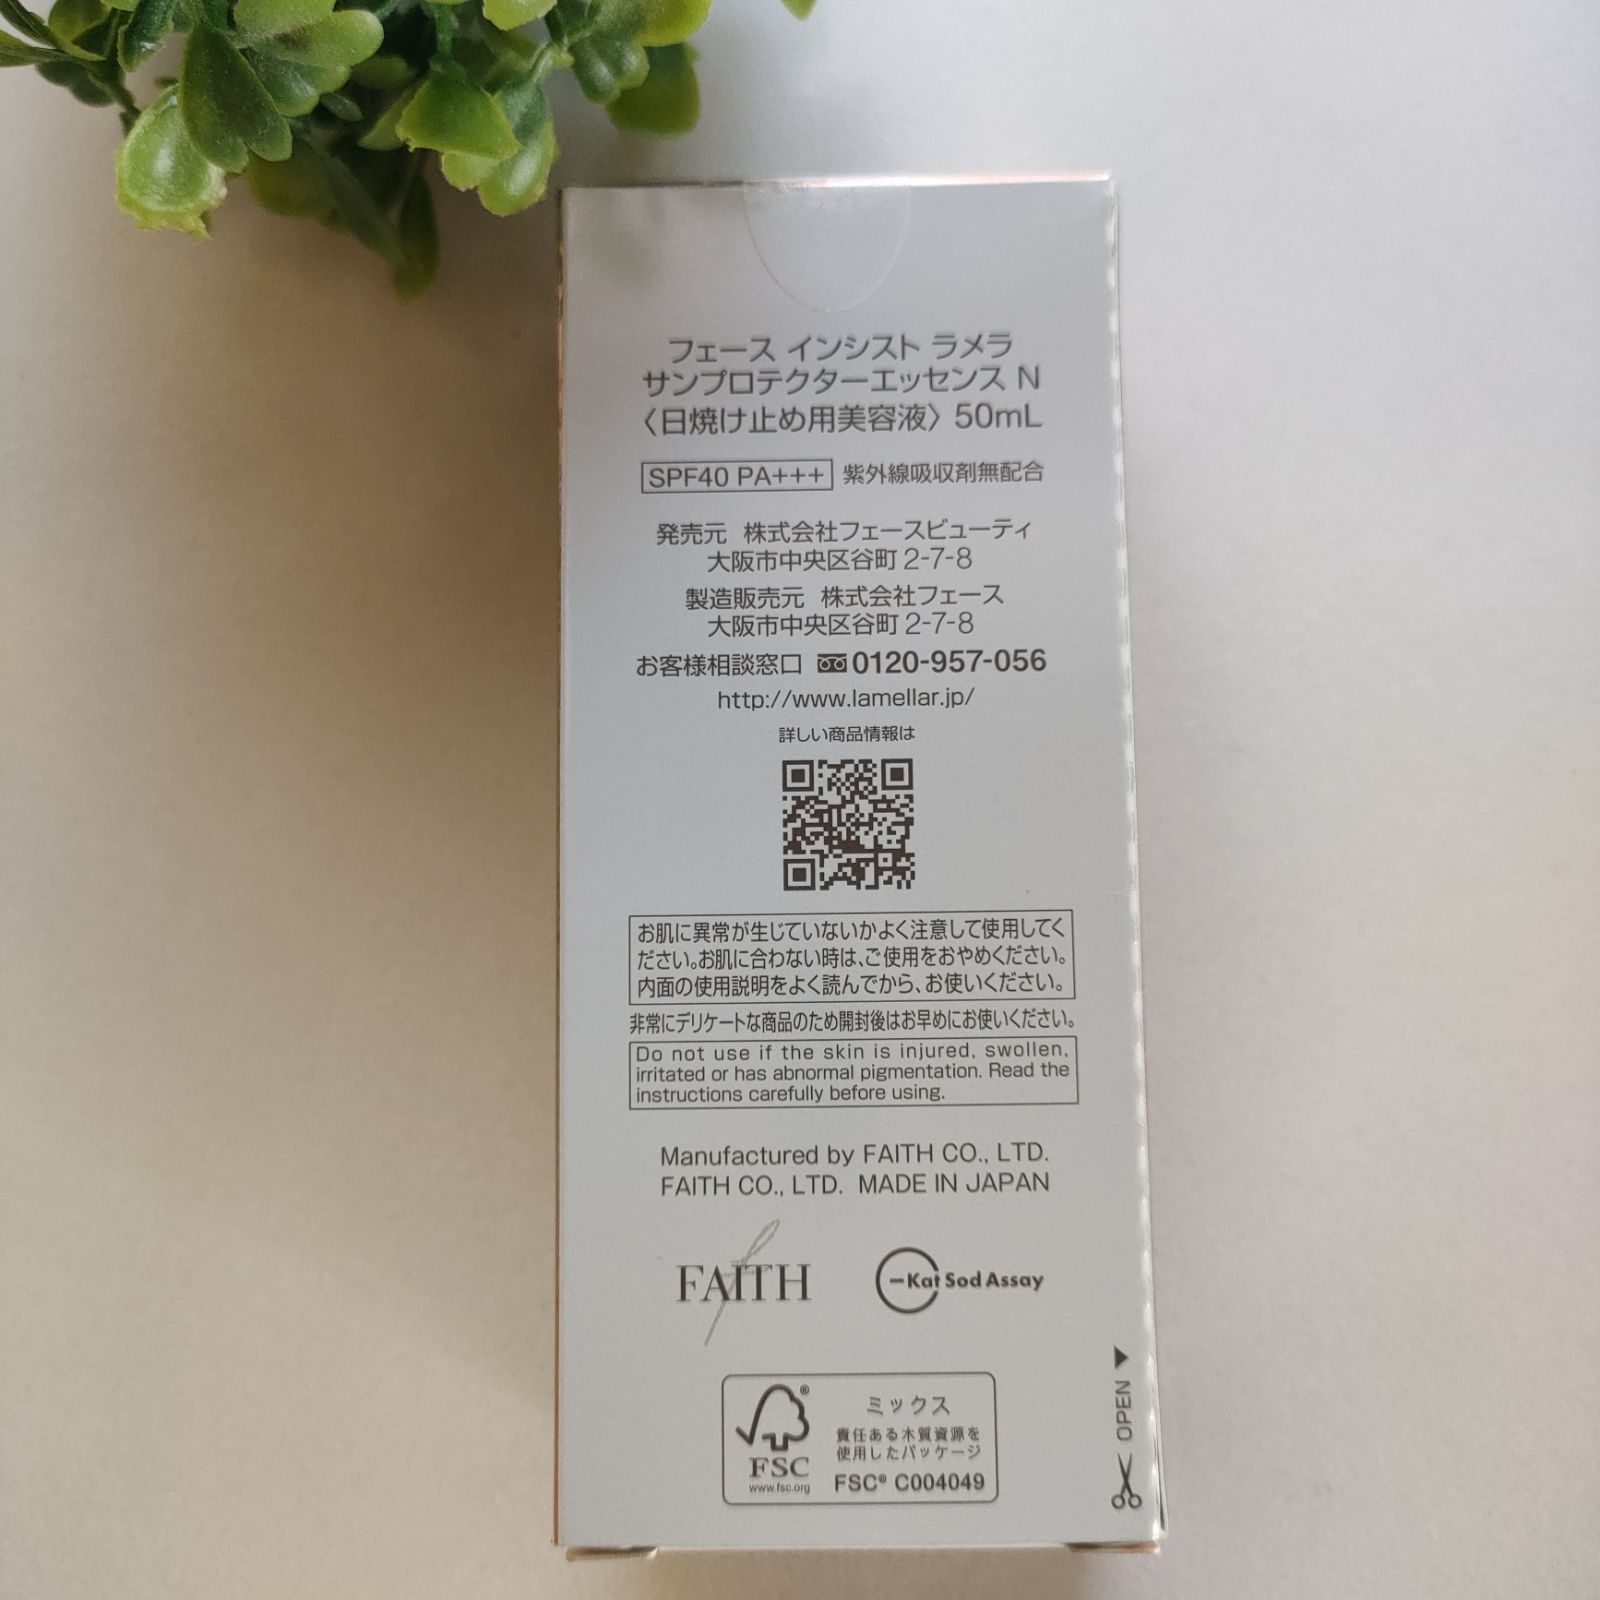 フェース インシスト ラメラ
サンプロテクターエッセンス N
〈日焼け止め用美容液〉 50mL
SPF40 PA+++ 紫外線吸収剤無配合
発売元 株式会社フェースビューティ
大阪市中央区谷町 2-7-8
製造販売元 株式会社フェース
大阪市中央区谷町 2-7-8
お客様相談窓口 0120-957-056
http://www.lamellar.jp/
詳しい商品情報は
お肌に異常が生じていないかよく注意して使用してく
ださい。お肌に合わない時は、ご使用をおやめください。
内面の使用説明をよく読んでから、お使いください。
非常にデリケートな商品のため開封後はお早めにお使いください。
Do not use if the skin is injured, swollen,
irritated or has abnormal pigmentation. Read the
instructions carefully before using.
Manufactured by FAITH CO., LTD.
FAITH CO., LTD. MADE IN JAPAN
FAITH
Kat Sod Assay
OPEN
FSC
www.fsc.org
ミックス
責任ある木質資源を
使用したパッケージ
FSC® C004049